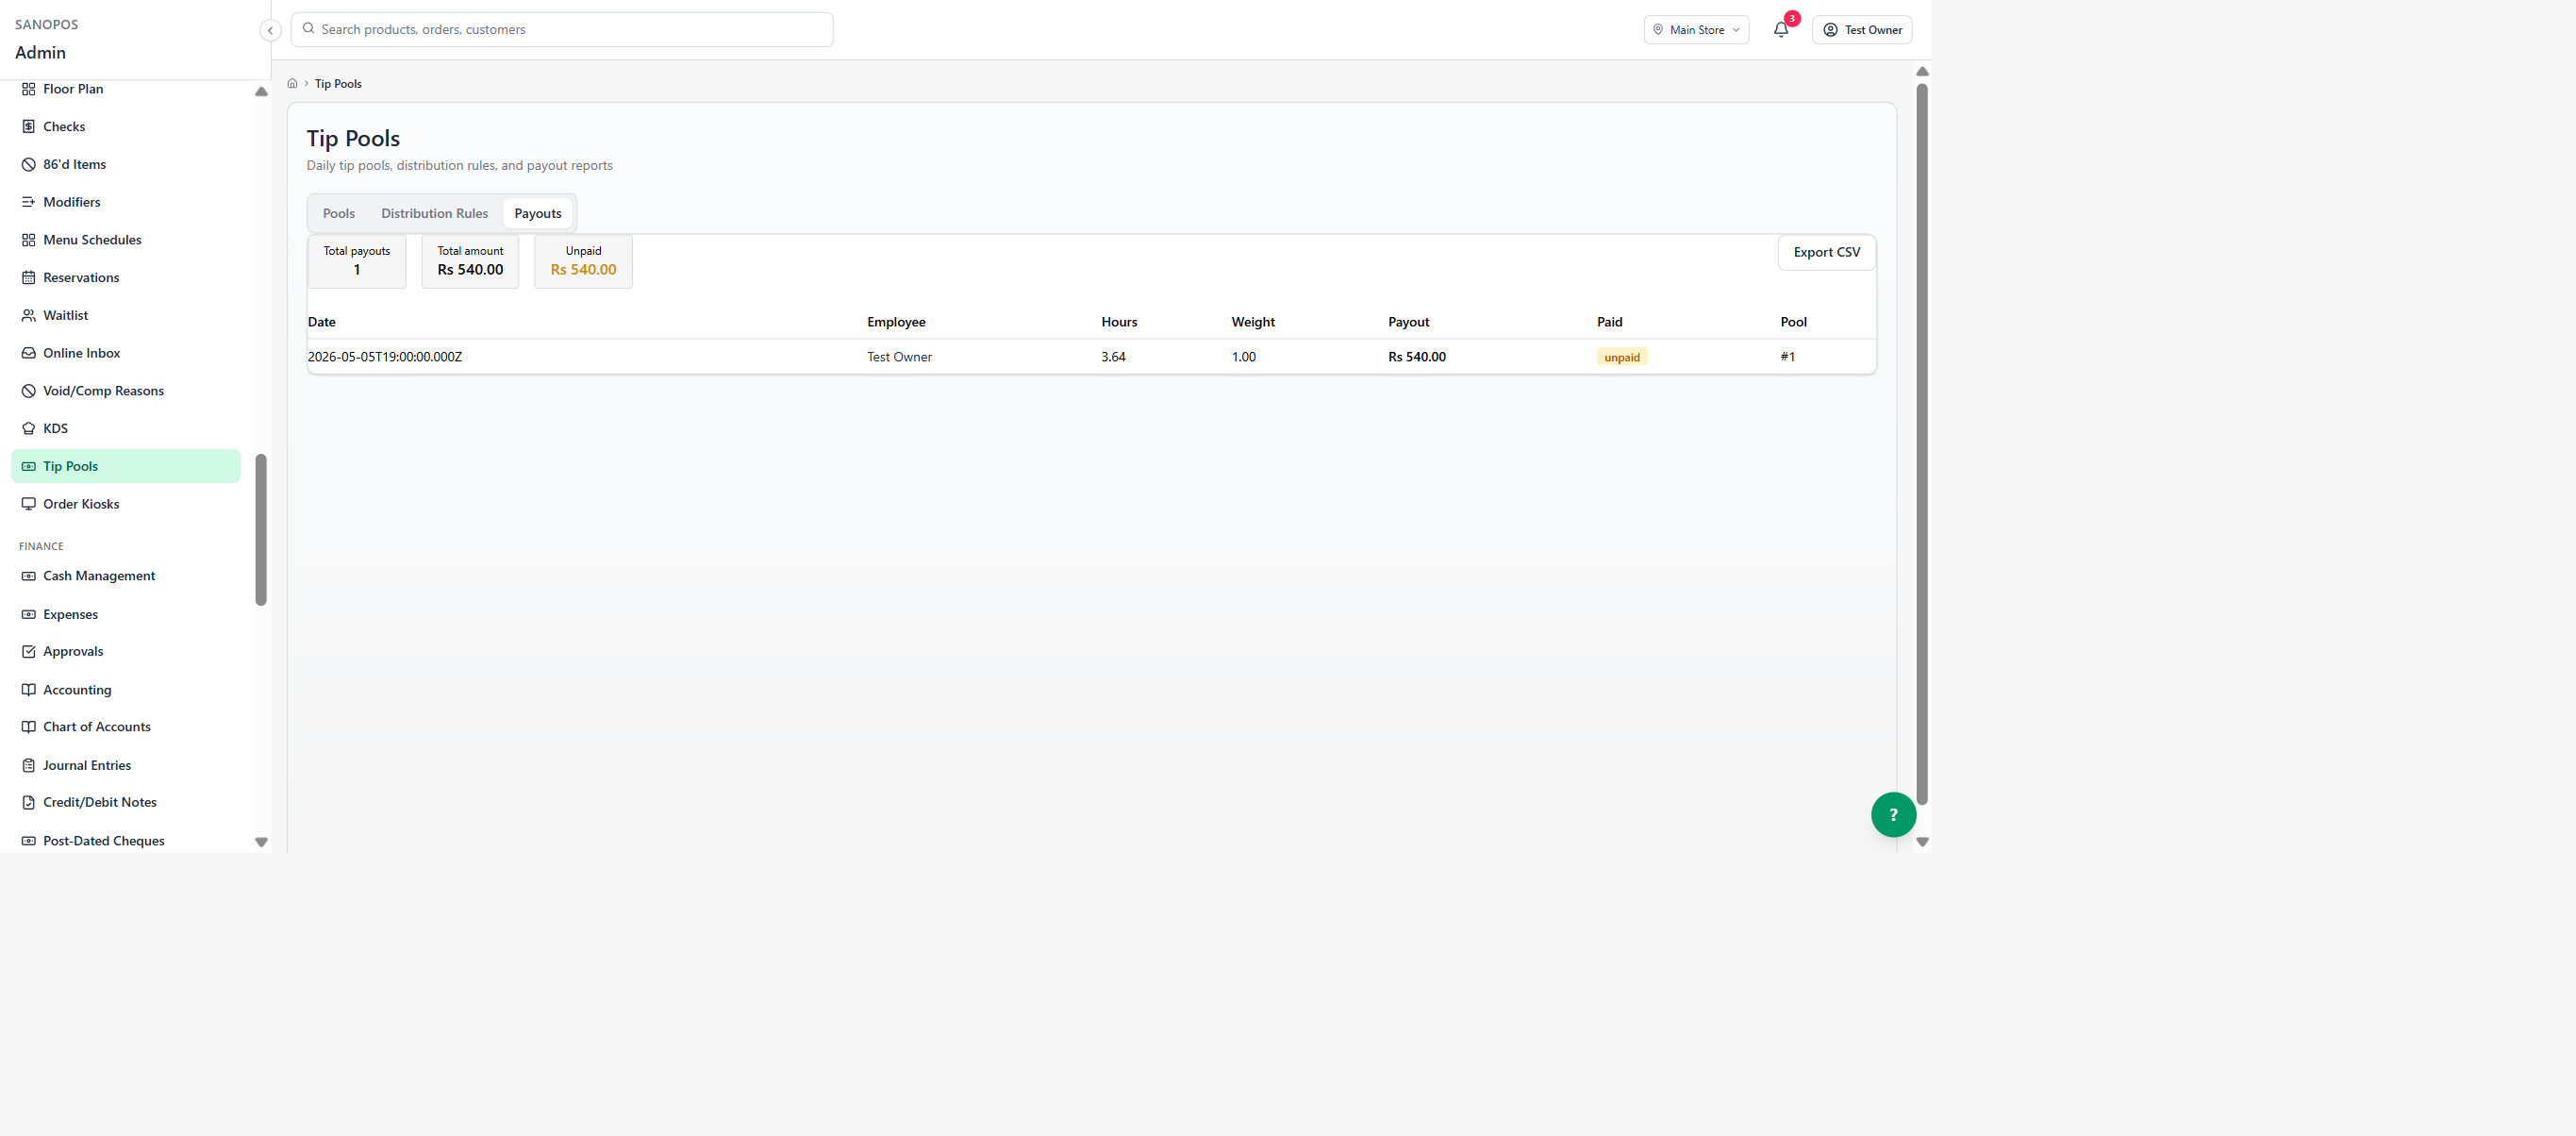 SANOPOS
Admin
Search products, orders, customers
Main Store
3
Test Owner
Floor Plan
Checks
86'd Items
Modifiers
Menu Schedules
Reservations
Waitlist
Online Inbox
Void/Comp Reasons
KDS
Tip Pools
Order Kiosks
FINANCE
Cash Management
Expenses
Approvals
Accounting
Chart of Accounts
Journal Entries
Credit/Debit Notes
Post-Dated Cheques
Tip Pools
Tip Pools
Daily tip pools, distribution rules, and payout reports
Pools Distribution Rules Payouts
Total payouts
1
Total amount
Rs 540.00
Unpaid
Rs 540.00
Export CSV
Date Employee Hours Weight Payout Paid Pool
2026-05-05T19:00:00.000Z Test Owner 3.64 1.00 Rs 540.00 unpaid #1
?